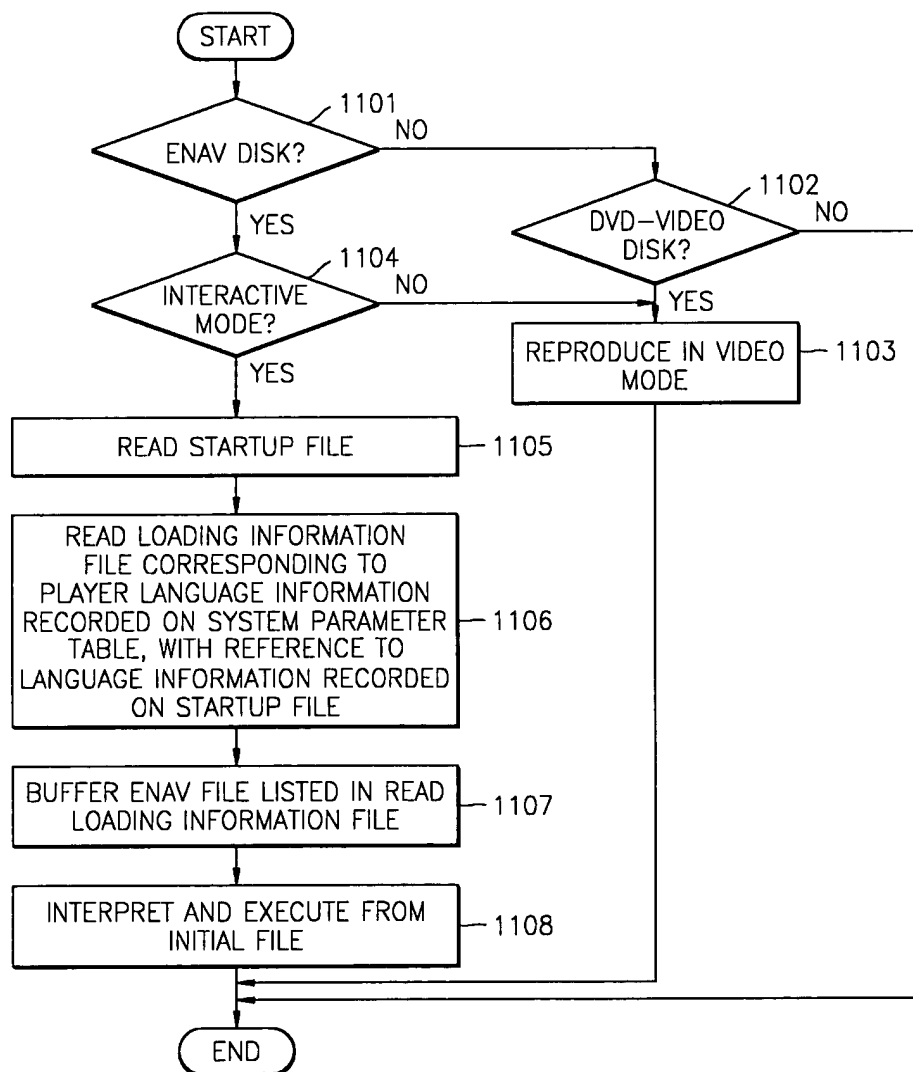 START
1101
ENAV DISK?
NO
YES
1102
DVD-VIDEO
DISK?
NO
YES
1104
INTERACTIVE
MODE?
NO
YES
REPRODUCE IN VIDEO
MODE
1103
READ STARTUP FILE
1105
READ LOADING INFORMATION
FILE CORRESPONDING TO
PLAYER LANGUAGE INFORMATION
RECORDED ON SYSTEM PARAMETER
TABLE, WITH REFERENCE TO
LANGUAGE INFORMATION RECORDED
ON STARTUP FILE
1106
BUFFER ENAV FILE LISTED IN READ
LOADING INFORMATION FILE
1107
INTERPRET AND EXECUTE FROM
INITIAL FILE
1108
END